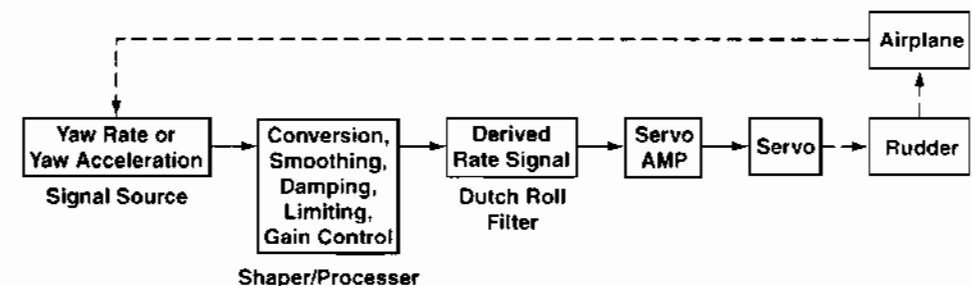 Airplane
Yaw Rate or
Yaw Acceleration
Signal Source
Conversion,
Smoothing,
Damping,
Limiting,
Gain Control
Shaper/Processer
Derived
Rate Signal
Dutch Roll
Filter
Servo
AMP
Servo
Rudder